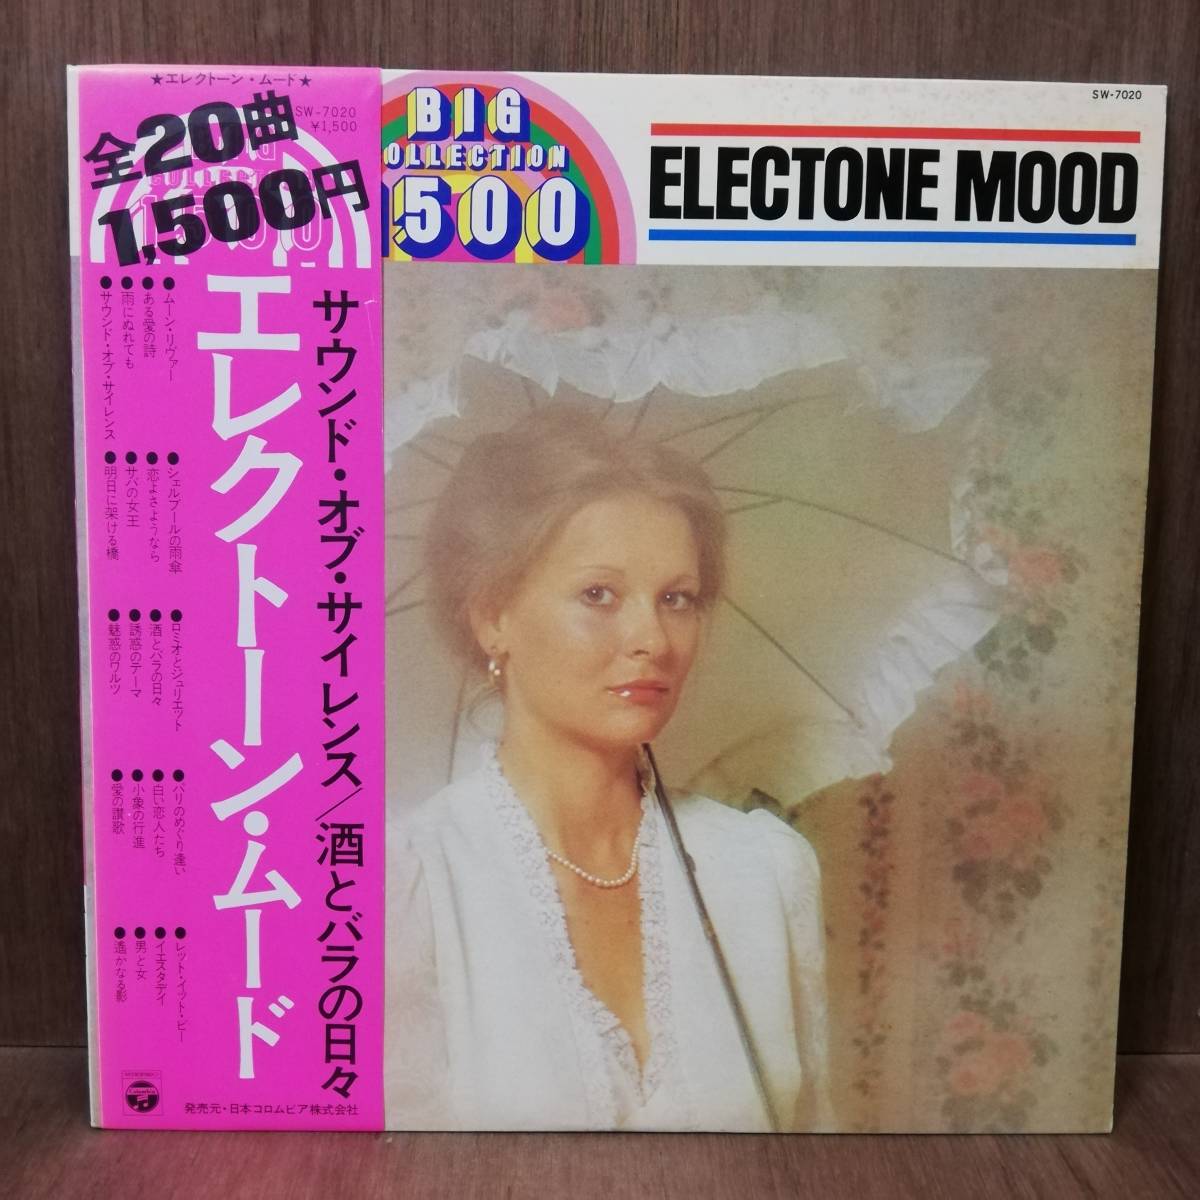 ★エレクトーン・ムード★
SW-7020
¥1,500
全20曲
1,500円
エレクトーン・ムード
サウンド・オブ・サイレンス/酒とバラの日々
●ムーン・リヴァー
●ある愛の詩
●雨にぬれても
●サウンド・オブ・サイレンス
●シェルブールの雨傘
●恋よさようなら
●サバの女王
●明日に架ける橋
●ロミオとジュリエット
●酒とバラの日々
●誘惑のテーマ
●魅惑のワルツ
●パリのめぐり逢い
●白い恋人たち
●小象の行進
●愛の讃歌
●レット・イット・ビー
●イエスタデイ
●男と女
●遙かなる影
Columbia
発売元・日本コロムビア株式会社
BIG
OLLECTION
1500
SW-7020
ELECTONE MOOD